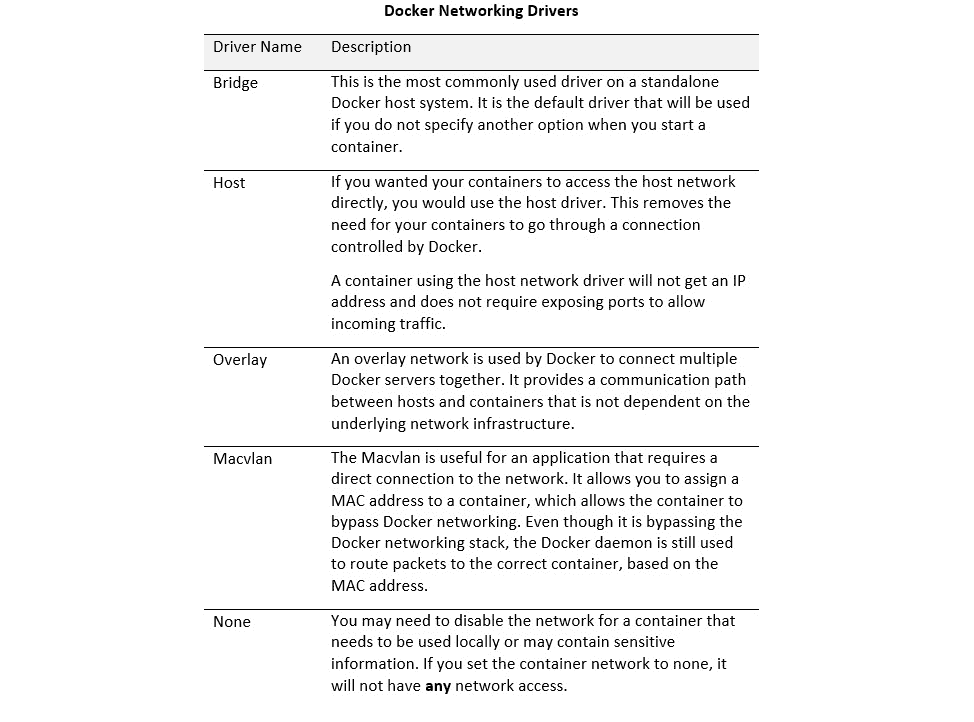 Docker Networking Drivers
Driver Name Description
Bridge This is the most commonly used driver on a standalone
Docker host system. It is the default driver that will be used
if you do not specify another option when you start a
container.
Host If you wanted your containers to access the host network
directly, you would use the host driver. This removes the
need for your containers to go through a connection
controlled by Docker.
A container using the host network driver will not get an IP
address and does not require exposing ports to allow
incoming traffic.
Overlay An overlay network is used by Docker to connect multiple
Docker servers together. It provides a communication path
between hosts and containers that is not dependent on the
underlying network infrastructure.
Macvlan The Macvlan is useful for an application that requires a
direct connection to the network. It allows you to assign a
MAC address to a container, which allows the container to
bypass Docker networking. Even though it is bypassing the
Docker networking stack, the Docker daemon is still used
to route packets to the correct container, based on the
MAC address.
None You may need to disable the network for a container that
needs to be used locally or may contain sensitive
information. If you set the container network to none, it
will not have any network access.